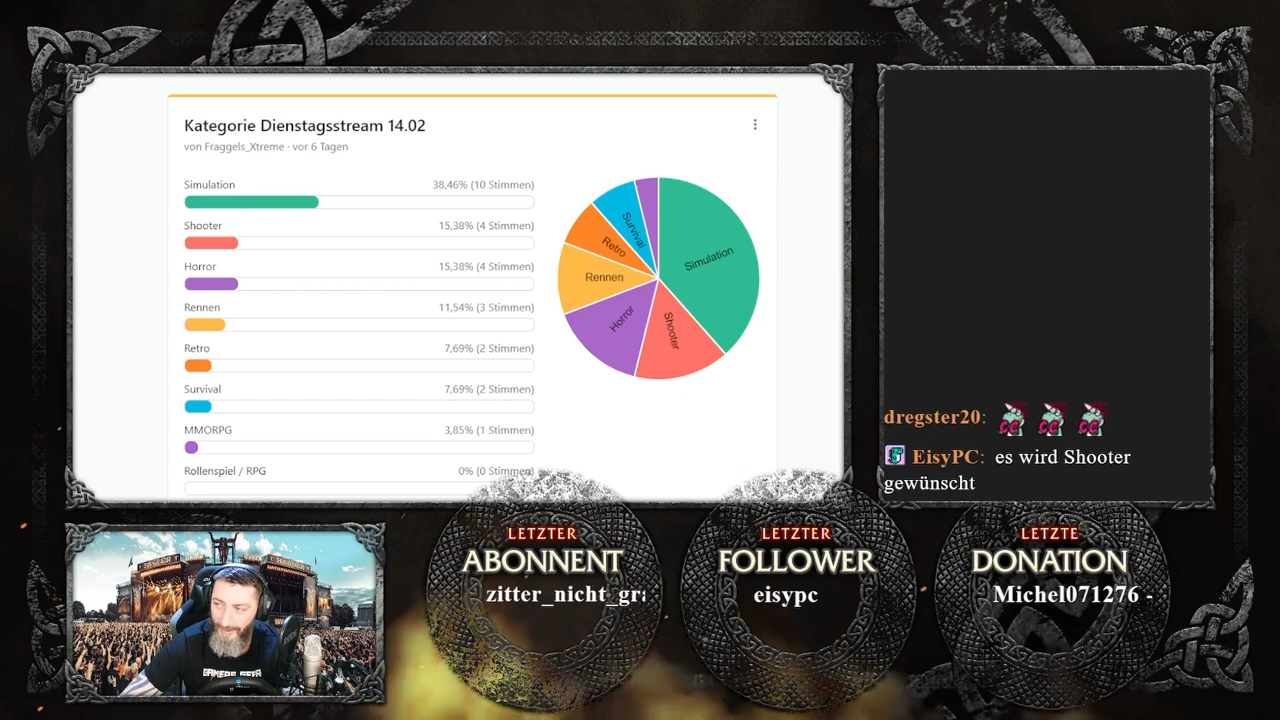 Kategorie Dienstagsstream 14.02
von Fraggels_Xtreme · vor 6 Tagen
Simulation 38,46% (10 Stimmen)
Shooter 15,38% (4 Stimmen)
Horror 15,38% (4 Stimmen)
Rennen 11,54% (3 Stimmen)
Retro 7,69% (2 Stimmen)
Survival 7,69% (2 Stimmen)
MMORPG 3,85% (1 Stimmen)
Rollenspiel / RPG 0% (0 Stimmen)
Simulation
Shooter
Horror
Rennen
Retro
Survival
dregster20:
EisyPC: es wird Shooter
gewünscht
LETZTER
ABONNENT
zitter_nicht_gra
LETZTER
FOLLOWER
eisypc
LETZTE
DONATION
Michel071276 -